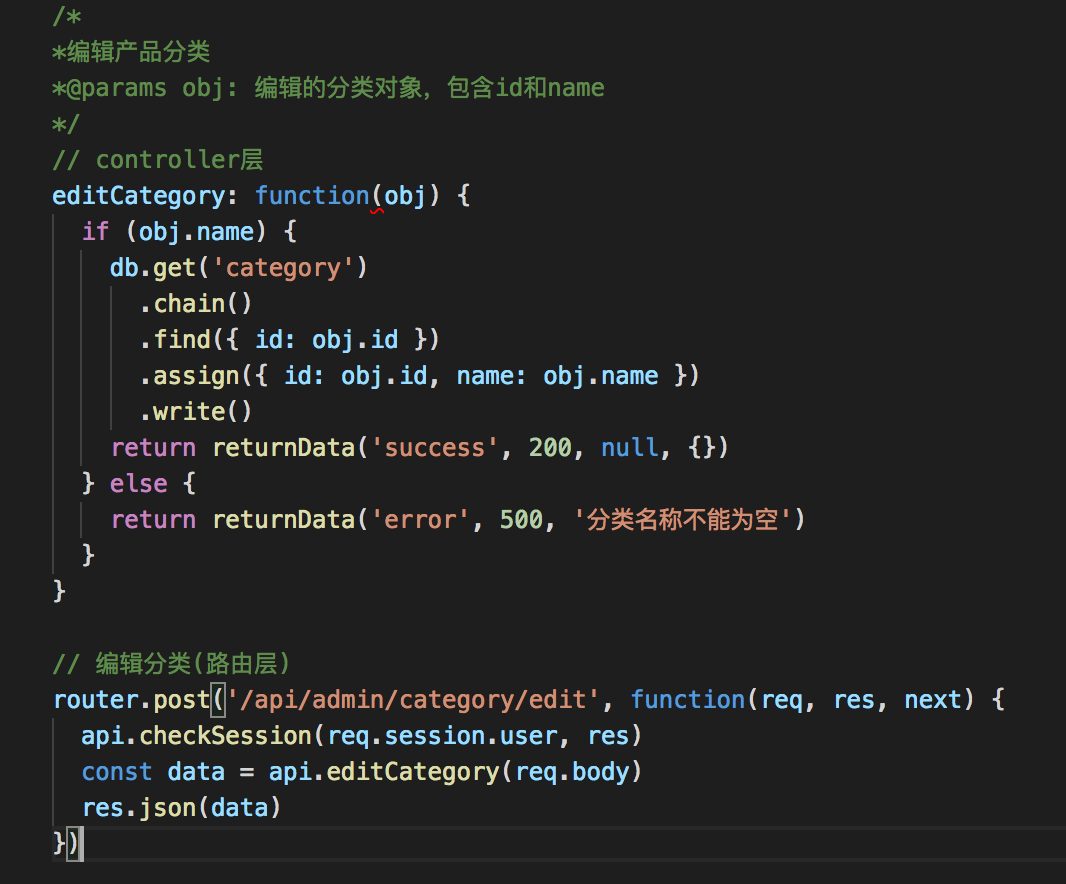 /*
*编辑产品分类
*@params obj: 编辑的分类对象，包含id和name
*/
// controller层
editCategory: function(obj) {
if (obj.name) {
db.get('category')
.chain()
.find({ id: obj.id })
.assign({ id: obj.id, name: obj.name })
.write()
return returnData('success', 200, null, {})
} else {
return returnData('error', 500, '分类名称不能为空')
}
}
// 编辑分类(路由层)
router.post('/api/admin/category/edit', function(req, res, next) {
api.checkSession(req.session.user, res)
const data = api.editCategory(req.body)
res.json(data)
})